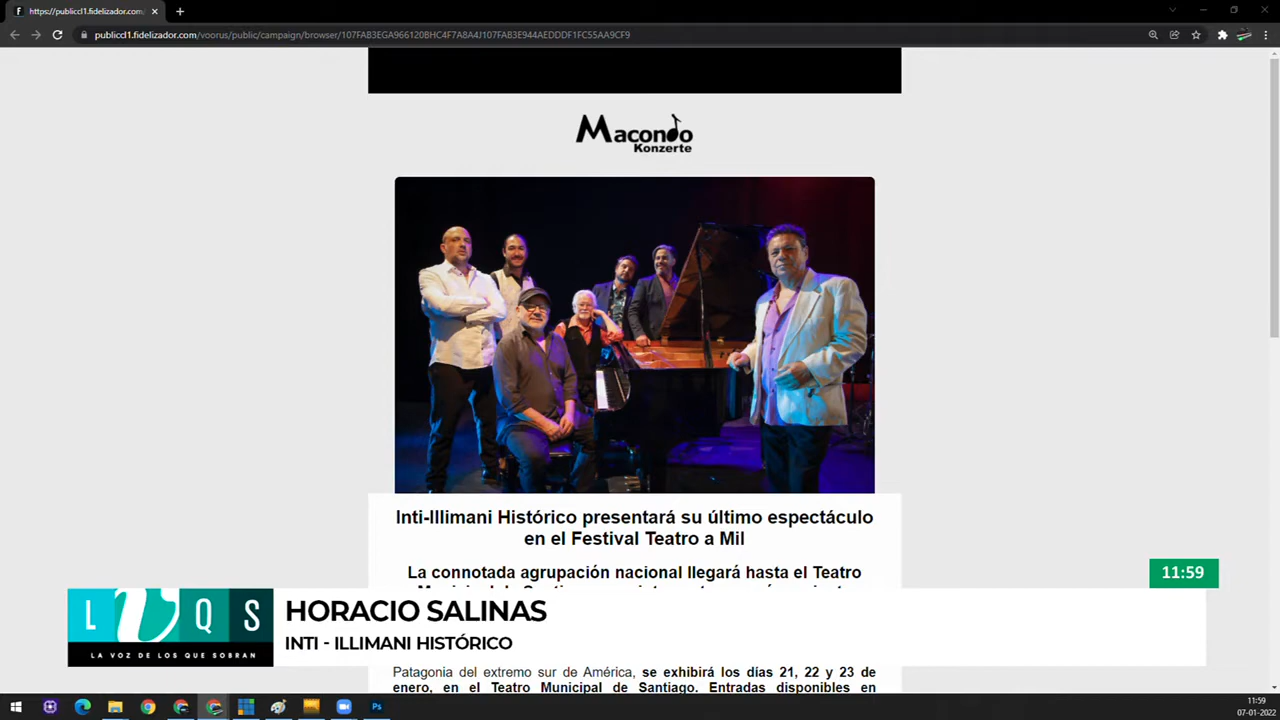 https://publiccl1.fidelizador.com
publiccl1.fidelizador.com/voorus/public/campaign/browser/107FAB3EGA966120BHC4F7A8A4J107FAB3E944AEDDDF1FC55AA9CF9
Macondo
Konzerte
Inti-Illimani Histórico presentará su último espectáculo
en el Festival Teatro a Mil
La connotada agrupación nacional llegará hasta el Teatro
11:59
L V Q S
LA VOZ DE LOS QUE SOBRAN
HORACIO SALINAS
INTI - ILLIMANI HISTÓRICO
Patagonia del extremo sur de América, se exhibirá los días 21, 22 y 23 de
enero, en el Teatro Municipal de Santiago. Entradas disponibles en
11:59
07-01-2022